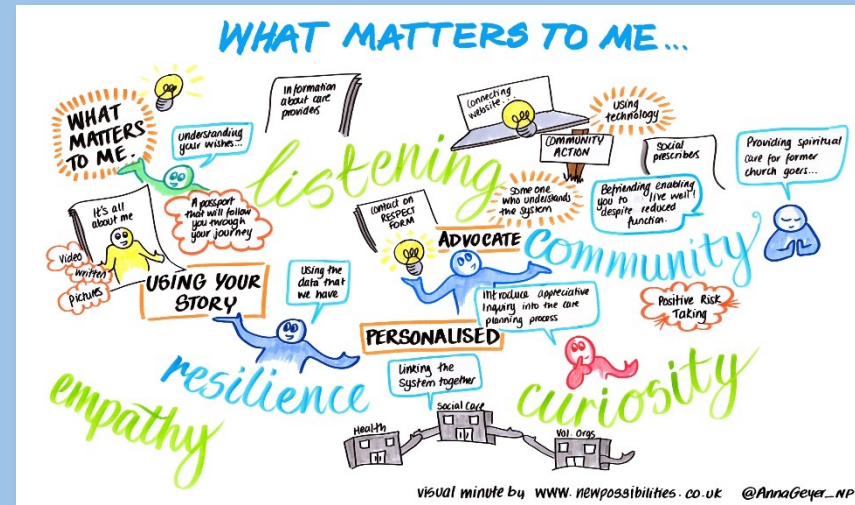 WHAT MATTERS TO ME...
WHAT
MATTERS
TO ME.
understanding
your wishes...
Information
about care
providers
listening
connecting
website...
using
technology
COMMUNITY
ACTION
social
prescribers
Providing spiritual
care for former
church goers...
It's all
about me
A passport
that will follow
you through
your journey
Video
written
pictures
USING YOUR
STORY
Using the
data that
we have
contact on
RESPECT
FORM
Some one
who understands
the system
Befriending enabling
you to live well!
despite reduced
function.
ADVOCATE
community
Positive Risk
Taking
Introduce appreciative
Inquiry into the care
planning process
PERSONALISED
empathy
resilience
Linking the
System together
curiosity
Health
Social Care
Vol. Orgs
visual minute by www.newpossibilities.co.uk @AnnaGeyer_NP